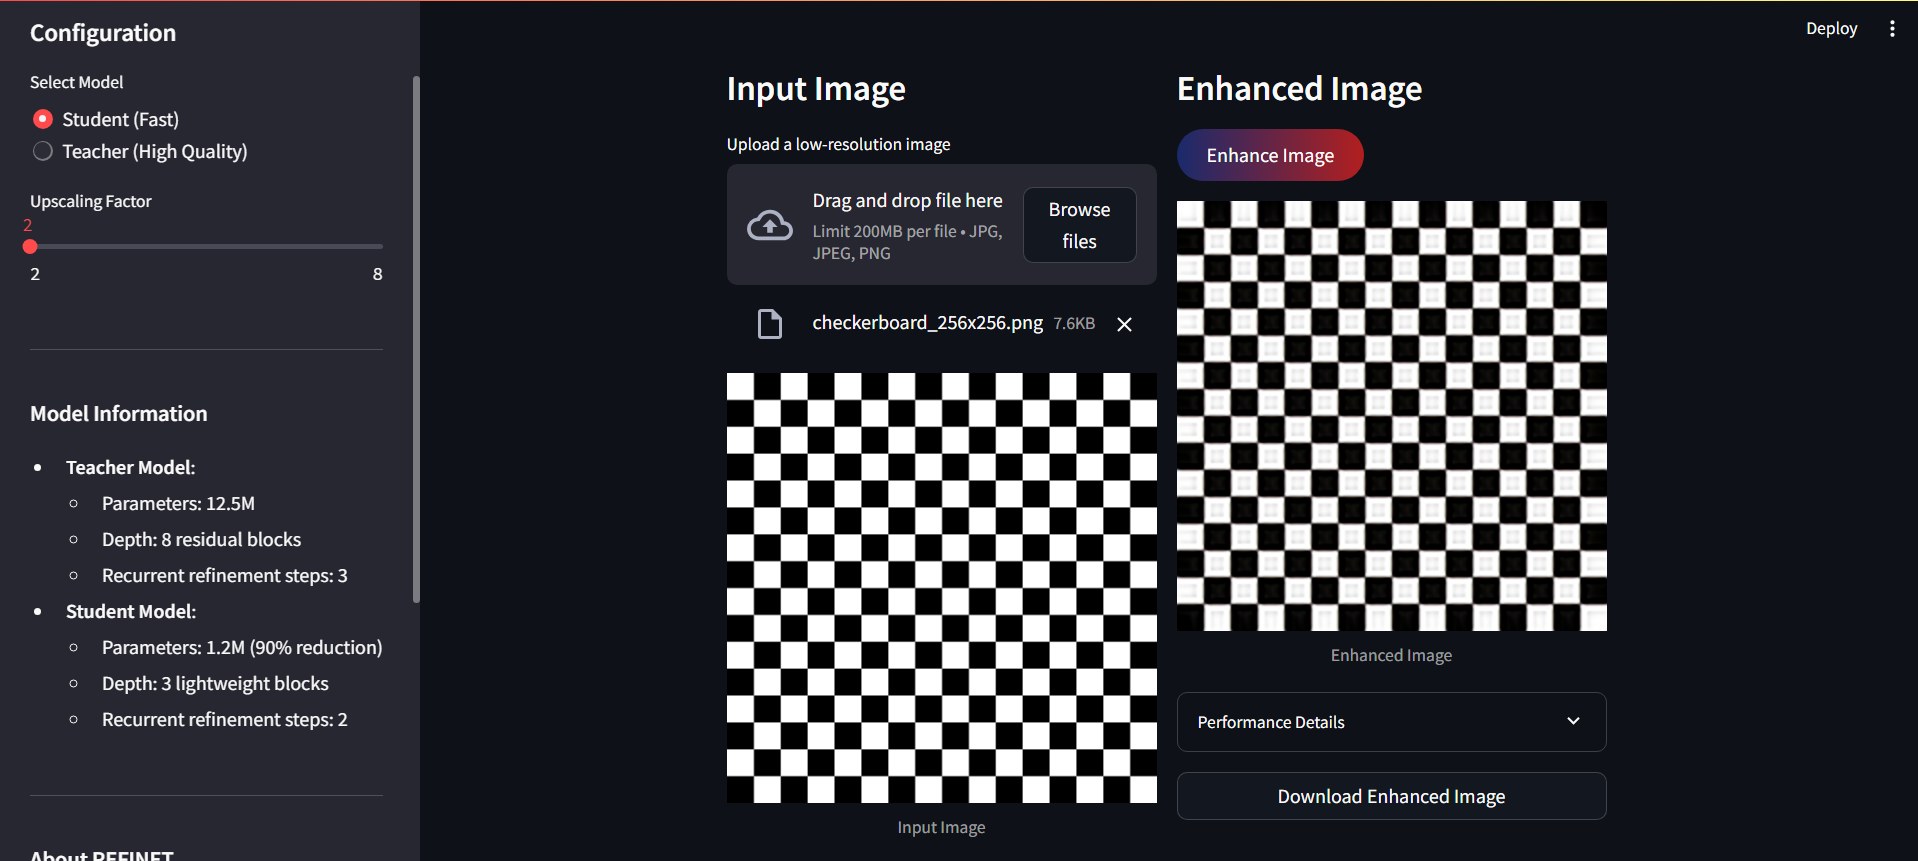 Configuration
Select Model
Student (Fast)
Teacher (High Quality)
Upscaling Factor
2
2
8
Model Information
Teacher Model:
Parameters: 12.5M
Depth: 8 residual blocks
Recurrent refinement steps: 3
Student Model:
Parameters: 1.2M (90% reduction)
Depth: 3 lightweight blocks
Recurrent refinement steps: 2
About REFINET
Deploy
Input Image
Upload a low-resolution image
Drag and drop file here
Limit 200MB per file • JPG,
JPEG, PNG
Browse
files
checkerboard_256x256.png 7.6KB
Input Image
Enhanced Image
Enhance Image
Enhanced Image
Performance Details
Download Enhanced Image